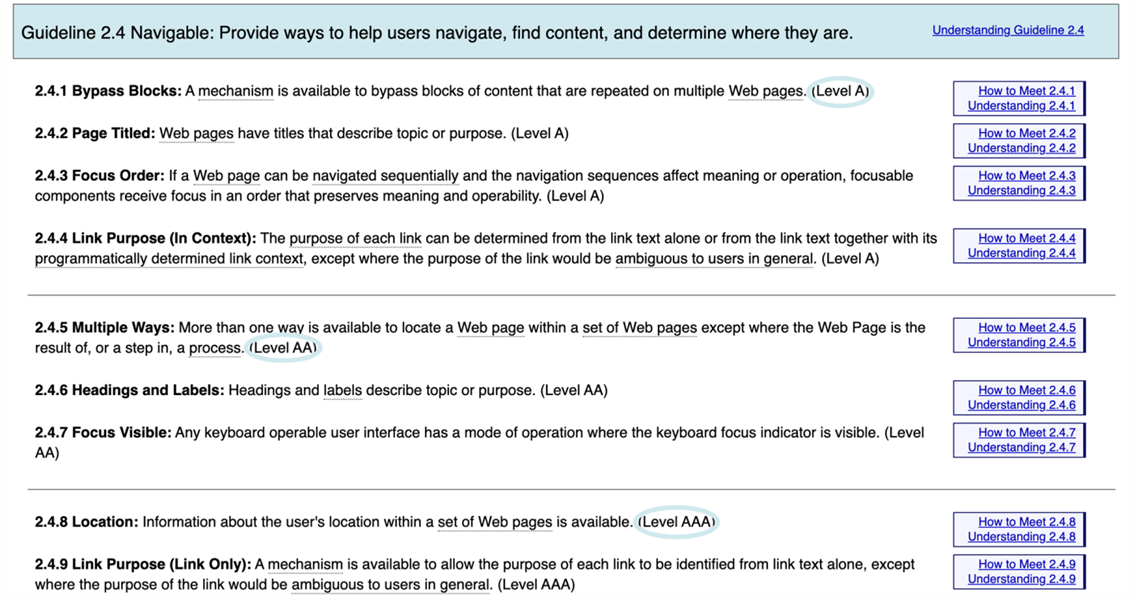 Guideline 2.4 Navigable: Provide ways to help users navigate, find content, and determine where they are.
Understanding Guideline 2.4
2.4.1 Bypass Blocks: A mechanism is available to bypass blocks of content that are repeated on multiple Web pages. (Level A)
How to Meet 2.4.1
Understanding 2.4.1
2.4.2 Page Titled: Web pages have titles that describe topic or purpose. (Level A)
How to Meet 2.4.2
Understanding 2.4.2
2.4.3 Focus Order: If a Web page can be navigated sequentially and the navigation sequences affect meaning or operation, focusable
components receive focus in an order that preserves meaning and operability. (Level A)
How to Meet 2.4.3
Understanding 2.4.3
2.4.4 Link Purpose (In Context): The purpose of each link can be determined from the link text alone or from the link text together with its
programmatically determined link context, except where the purpose of the link would be ambiguous to users in general. (Level A)
How to Meet 2.4.4
Understanding 2.4.4
2.4.5 Multiple Ways: More than one way is available to locate a Web page within a set of Web pages except where the Web Page is the
result of, or a step in, a process. (Level AA)
How to Meet 2.4.5
Understanding 2.4.5
2.4.6 Headings and Labels: Headings and labels describe topic or purpose. (Level AA)
How to Meet 2.4.6
Understanding 2.4.6
2.4.7 Focus Visible: Any keyboard operable user interface has a mode of operation where the keyboard focus indicator is visible. (Level
AA)
How to Meet 2.4.7
Understanding 2.4.7
2.4.8 Location: Information about the user's location within a set of Web pages is available. (Level AAA)
How to Meet 2.4.8
Understanding 2.4.8
2.4.9 Link Purpose (Link Only): A mechanism is available to allow the purpose of each link to be identified from link text alone, except
where the purpose of the link would be ambiguous to users in general. (Level AAA)
How to Meet 2.4.9
Understanding 2.4.9